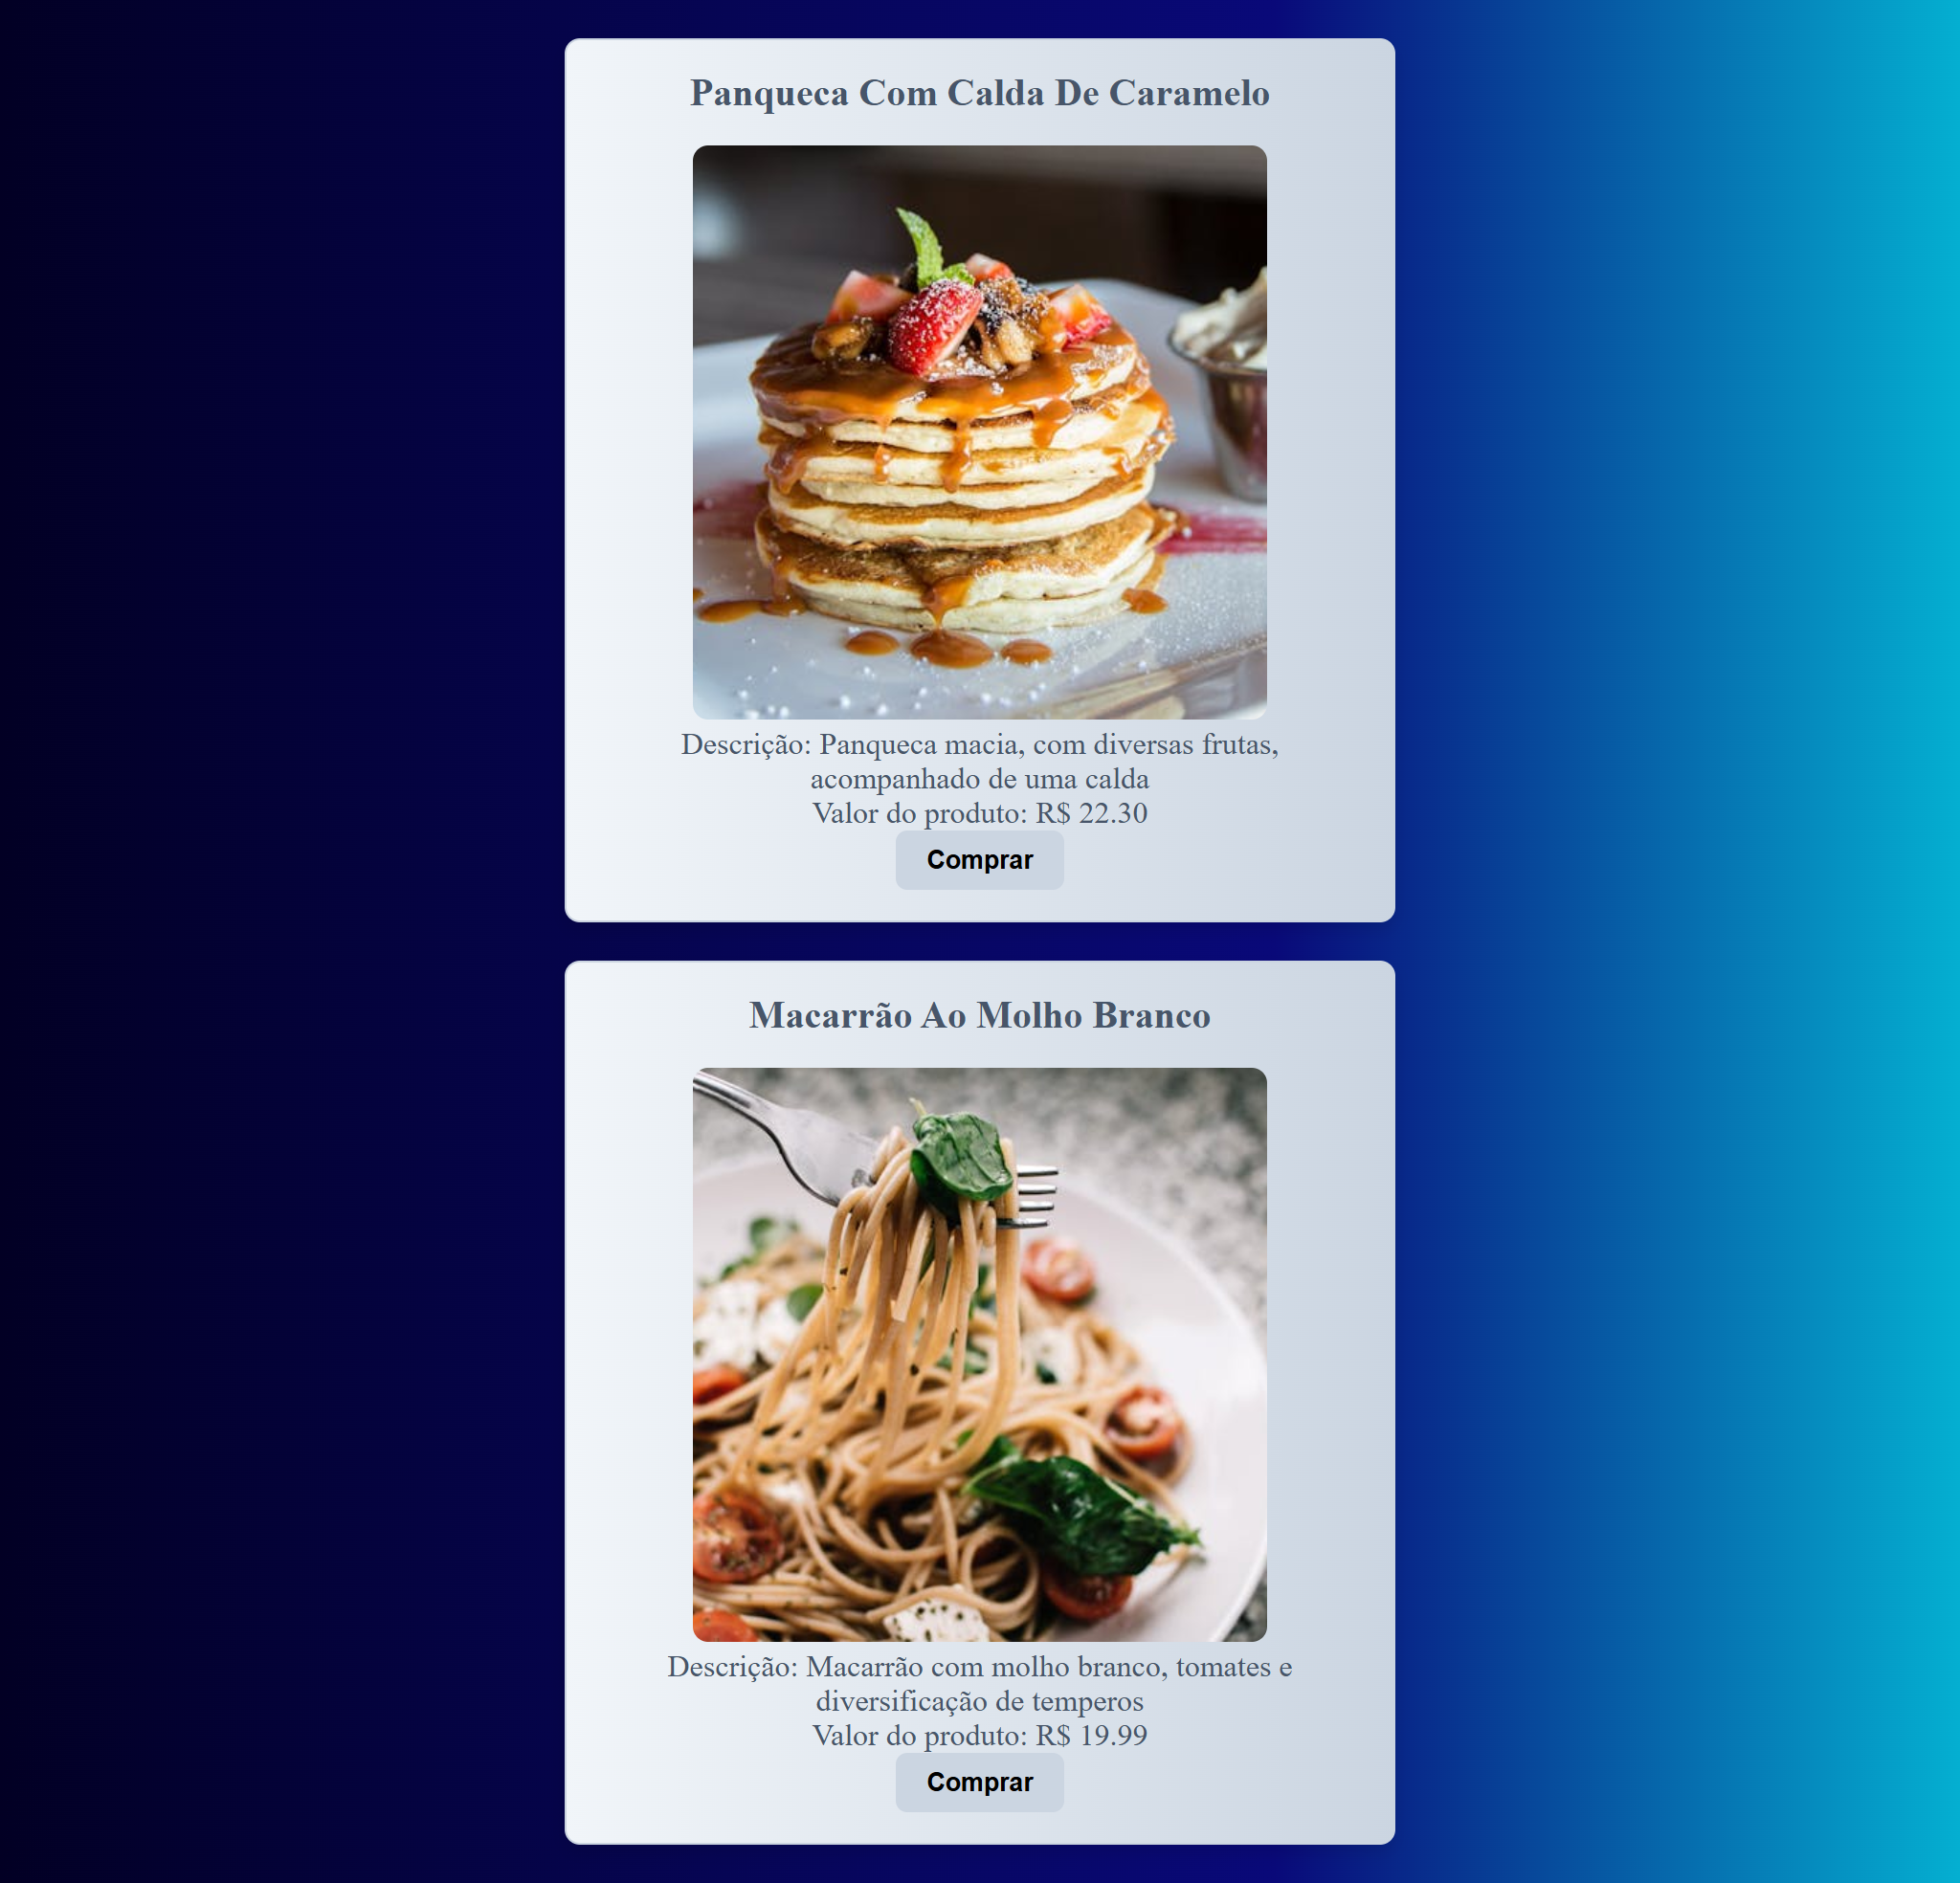 Panqueca Com Calda De Caramelo
Descrição: Panqueca macia, com diversas frutas,
acompanhado de uma calda
Valor do produto: R$ 22.30
Comprar
Macarrão Ao Molho Branco
Descrição: Macarrão com molho branco, tomates e
diversificação de temperos
Valor do produto: R$ 19.99
Comprar